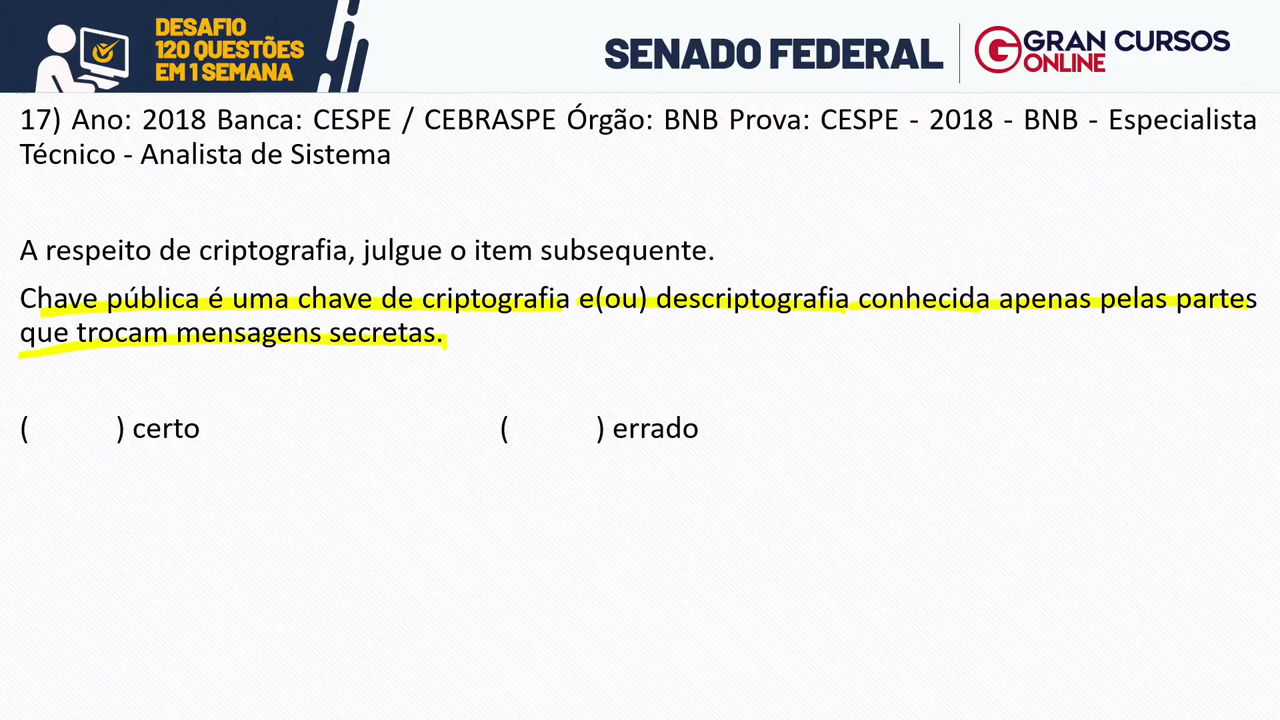 DESAFIO
120 QUESTÕES
EM 1 SEMANA
SENADO FEDERAL
GRAN CURSOS
ONLINE
17) Ano: 2018 Banca: CESPE / CEBRASPE Órgão: BNB Prova: CESPE - 2018 - BNB - Especialista
Técnico - Analista de Sistema
A respeito de criptografia, julgue o item subsequente.
Chave pública é uma chave de criptografia e(ou) descriptografia conhecida apenas pelas partes
que trocam mensagens secretas.
( ) certo ( ) errado